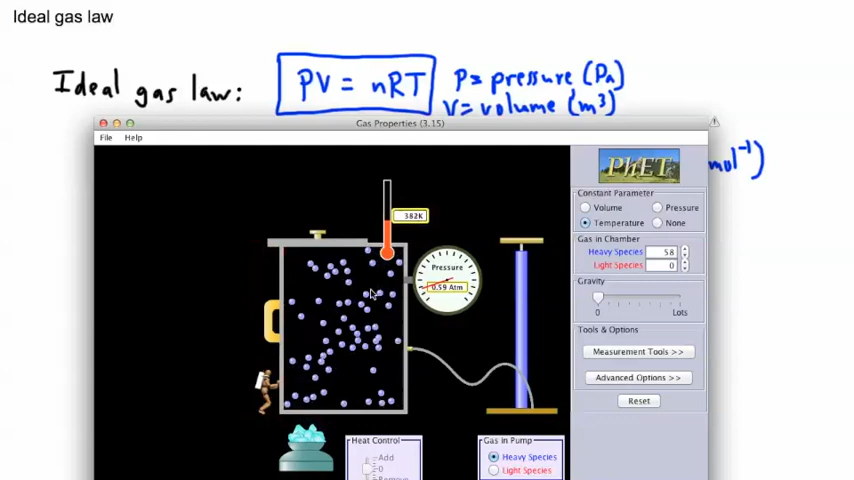 Ideal gas law
Ideal gas law:
PV = nRT
P = pressure (Pa)
V = volume (m³)
mol⁻¹)
Gas Properties (3.15)
File Help
PhET
Constant Parameter
Volume Pressure
Temperature None
Gas in Chamber
Heavy Species 58
Light Species 0
Gravity
0 Lots
Tools & Options
Measurement Tools >>
Advanced Options >>
Reset
382K
Pressure
0.59 Atm
Heat Control
Add
0
Remove
Gas in Pump
Heavy Species
Light Species